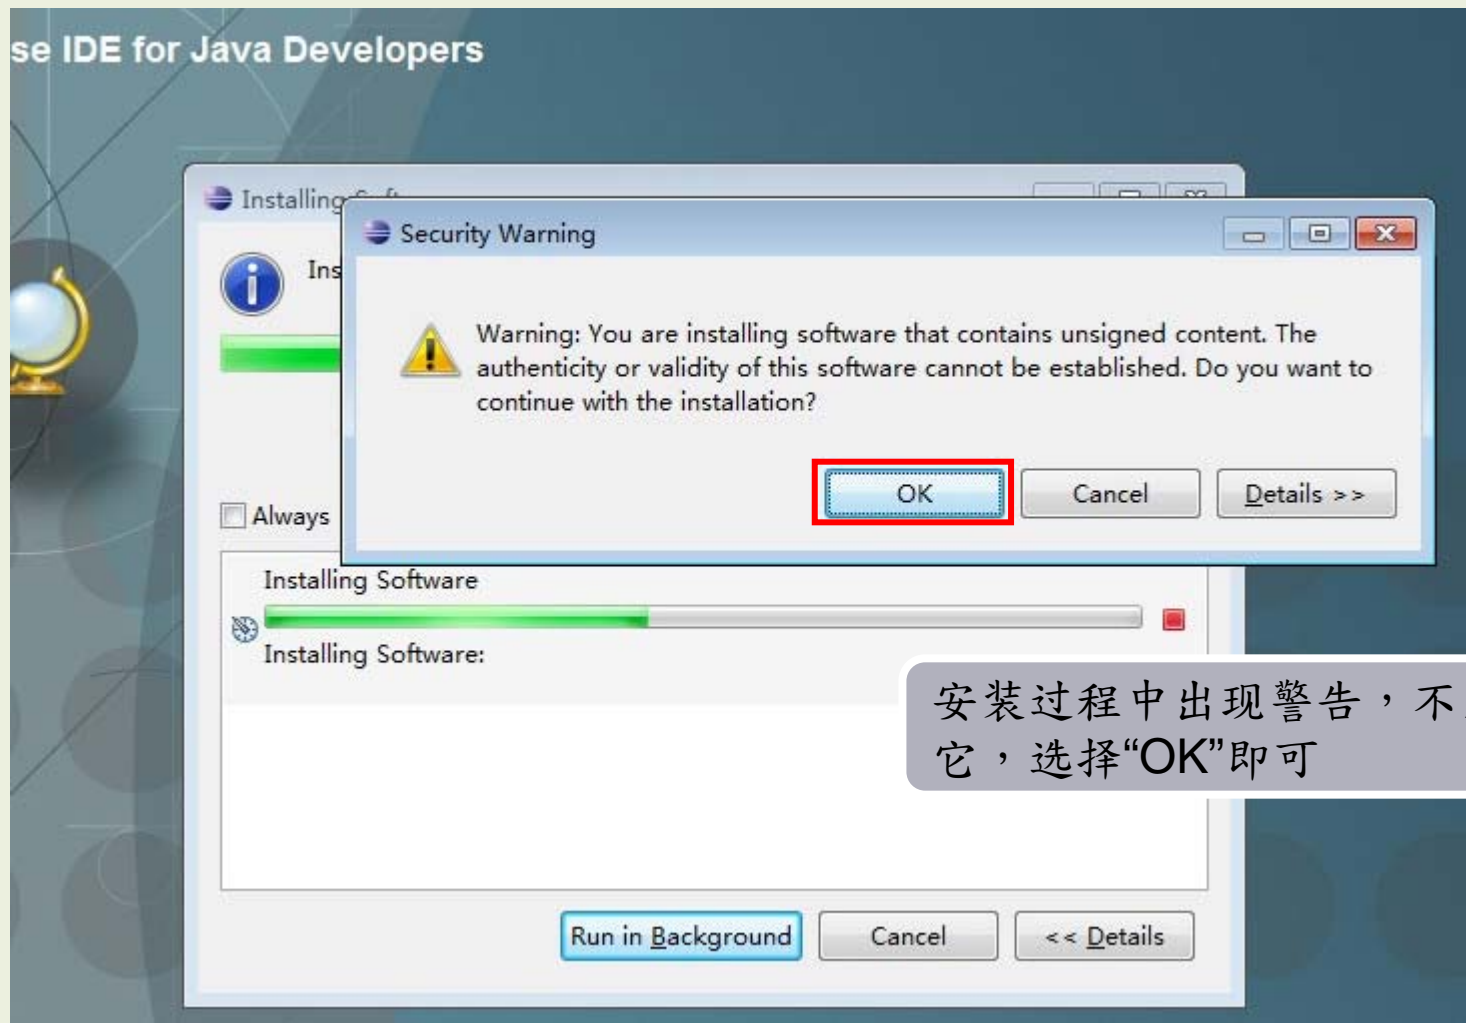 se IDE for Java Developers
Installing
Security Warning
Ins
Warning: You are installing software that contains unsigned content. The
authenticity or validity of this software cannot be established. Do you want to
continue with the installation?
OK
Cancel
Details >>
Always
Installing Software
Installing Software:
安装过程中出现警告，不
它，选择“OK”即可
Run in Background
Cancel
<< Details